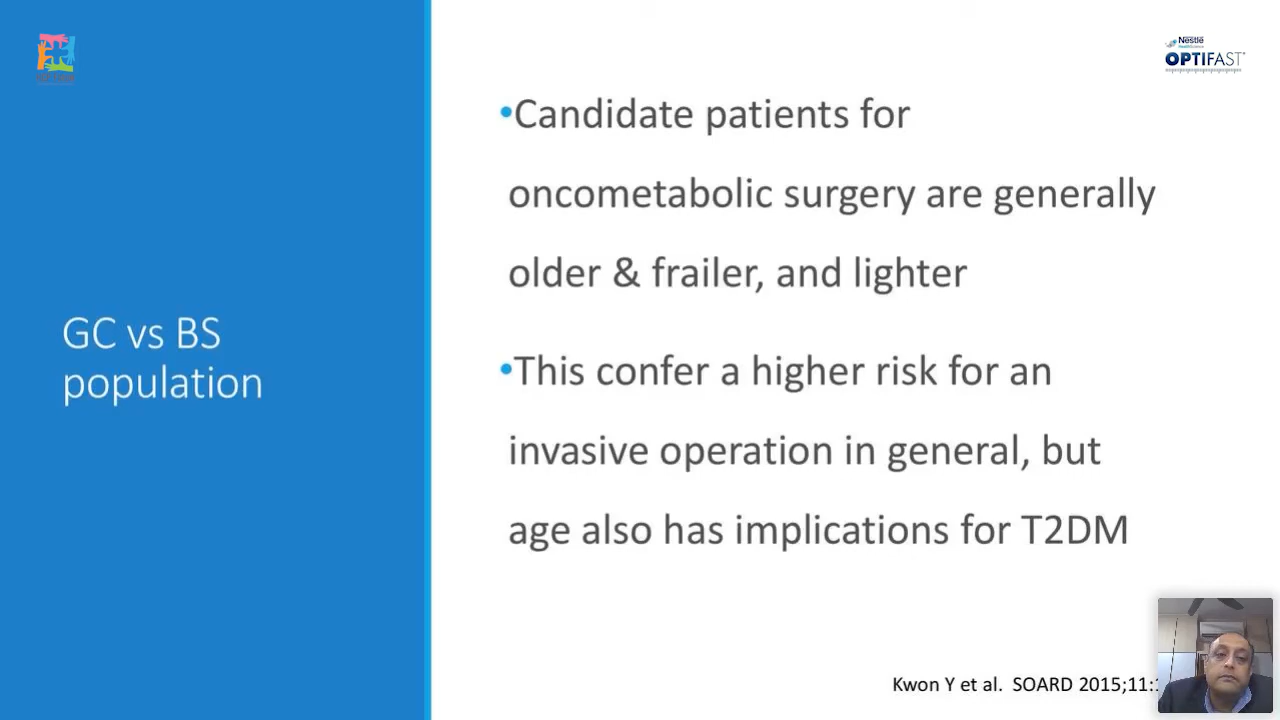 Nestlé
HealthScience
OPTIFAST
•Candidate patients for
oncometabolic surgery are generally
older & frailer, and lighter
GC vs BS
population
•This confer a higher risk for an
invasive operation in general, but
age also has implications for T2DM
Kwon Y et al. SOARD 2015;11: